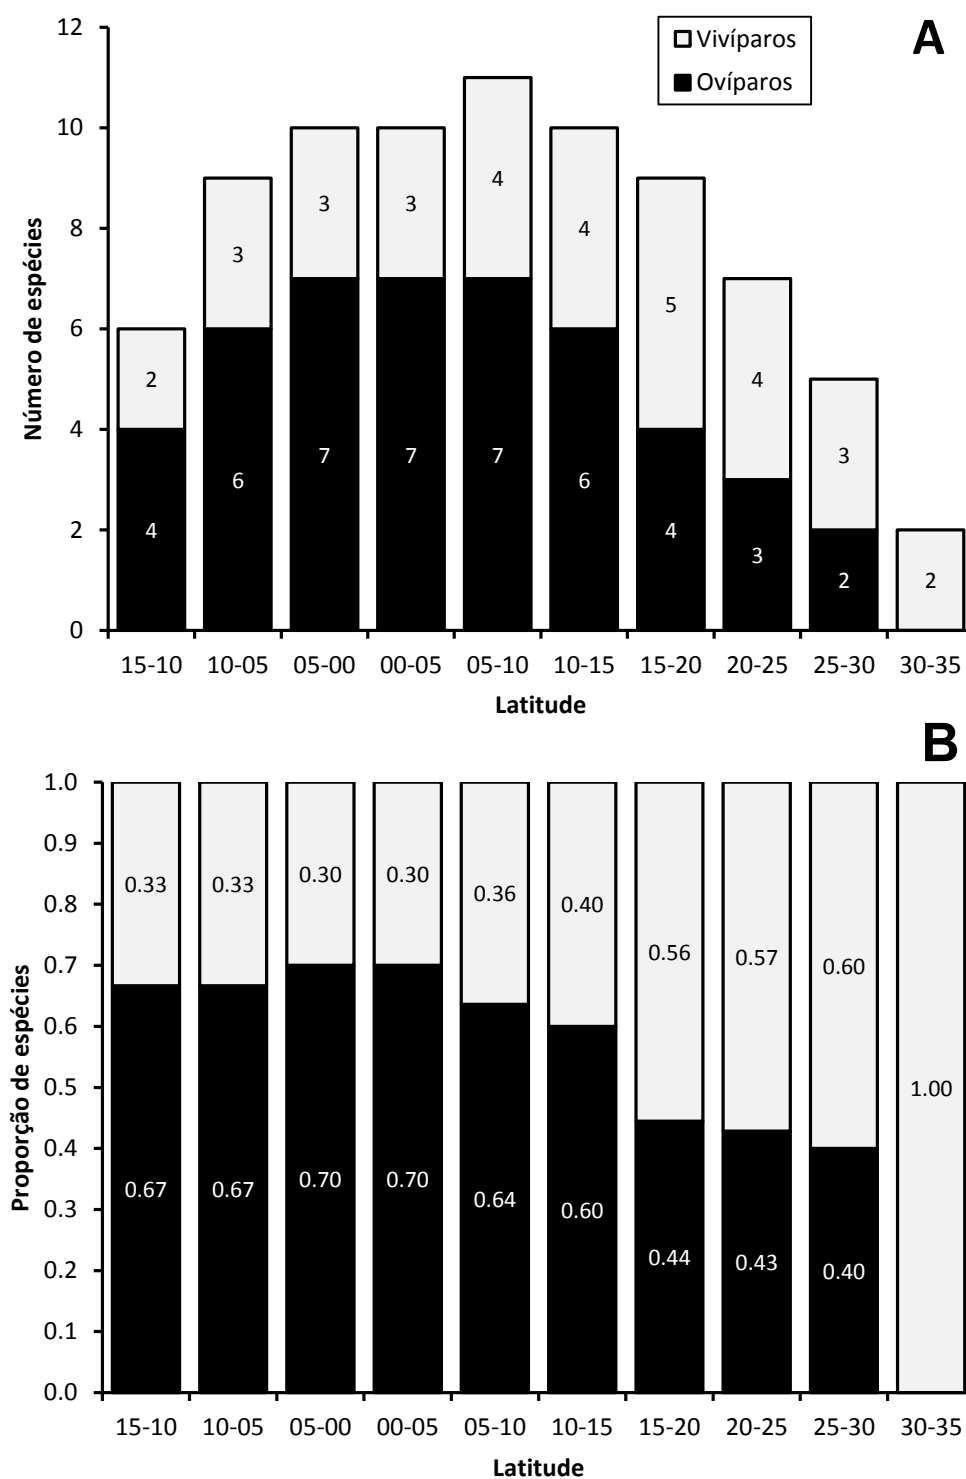 A
Vivíparos
Ovíparos
Número de espécies
12
10
8
6
4
2
0
2 3 3 3 4 4 5 4 3 2
4 6 7 7 7 6 4 3 2
15-10 10-05 05-00 00-05 05-10 10-15 15-20 20-25 25-30 30-35
Latitude
B
Proporção de espécies
1.0
0.9
0.8
0.7
0.6
0.5
0.4
0.3
0.2
0.1
0.0
0.33 0.33 0.30 0.30 0.36 0.40 0.56 0.57 0.60 1.00
0.67 0.67 0.70 0.70 0.64 0.60 0.44 0.43 0.40
15-10 10-05 05-00 00-05 05-10 10-15 15-20 20-25 25-30 30-35
Latitude